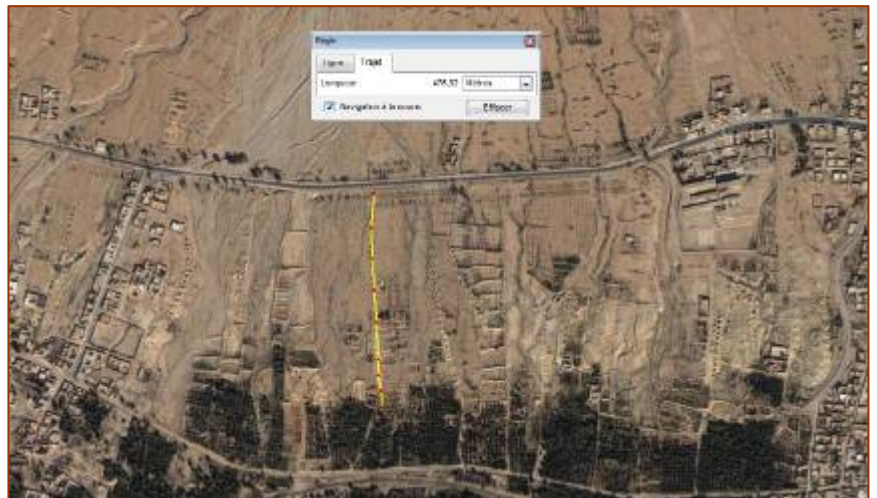 Règle
Ligne Trajet
Longueur : Mètres
Navigation à la souris Effacer